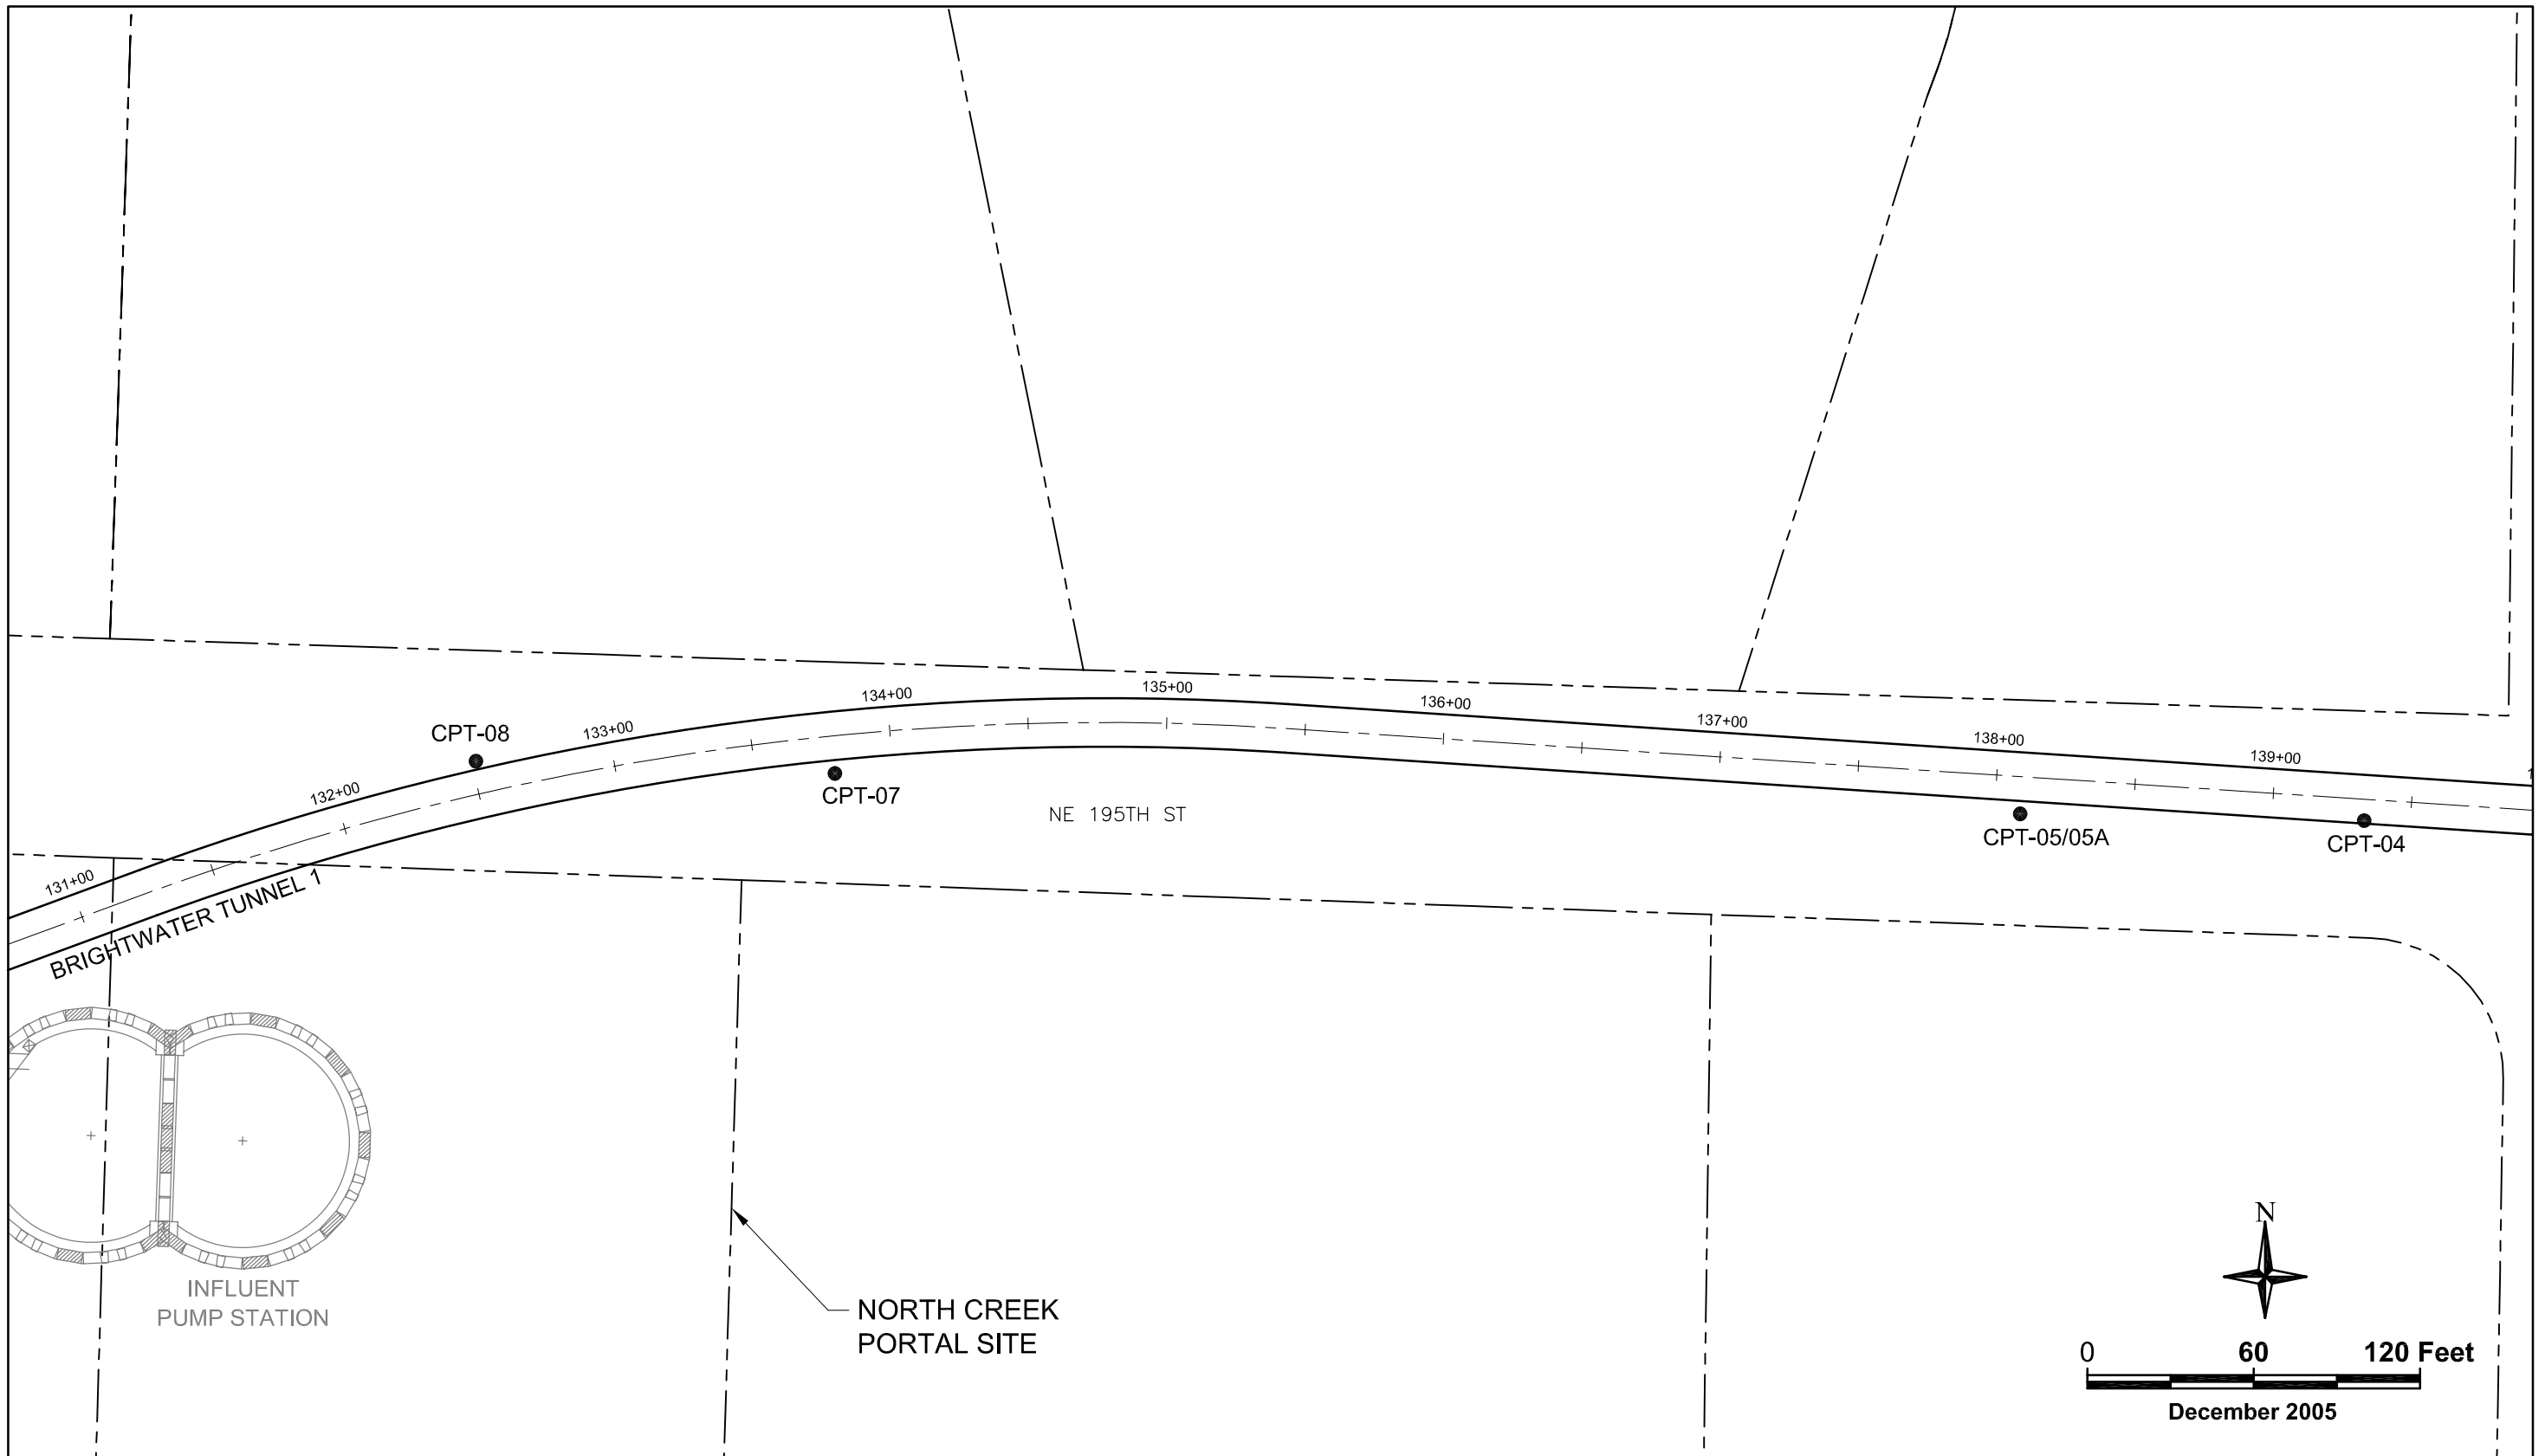 135+00
134+00
136+00
137+00
133+00
CPT-08
138+00
139+00
132+00
CPT-07
NE 195TH ST
CPT-05/05A
CPT-04
131+00
BRIGHTWATER TUNNEL 1
N
INFLUENT
PUMP STATION
NORTH CREEK
PORTAL SITE
0 60 120 Feet
December 2005